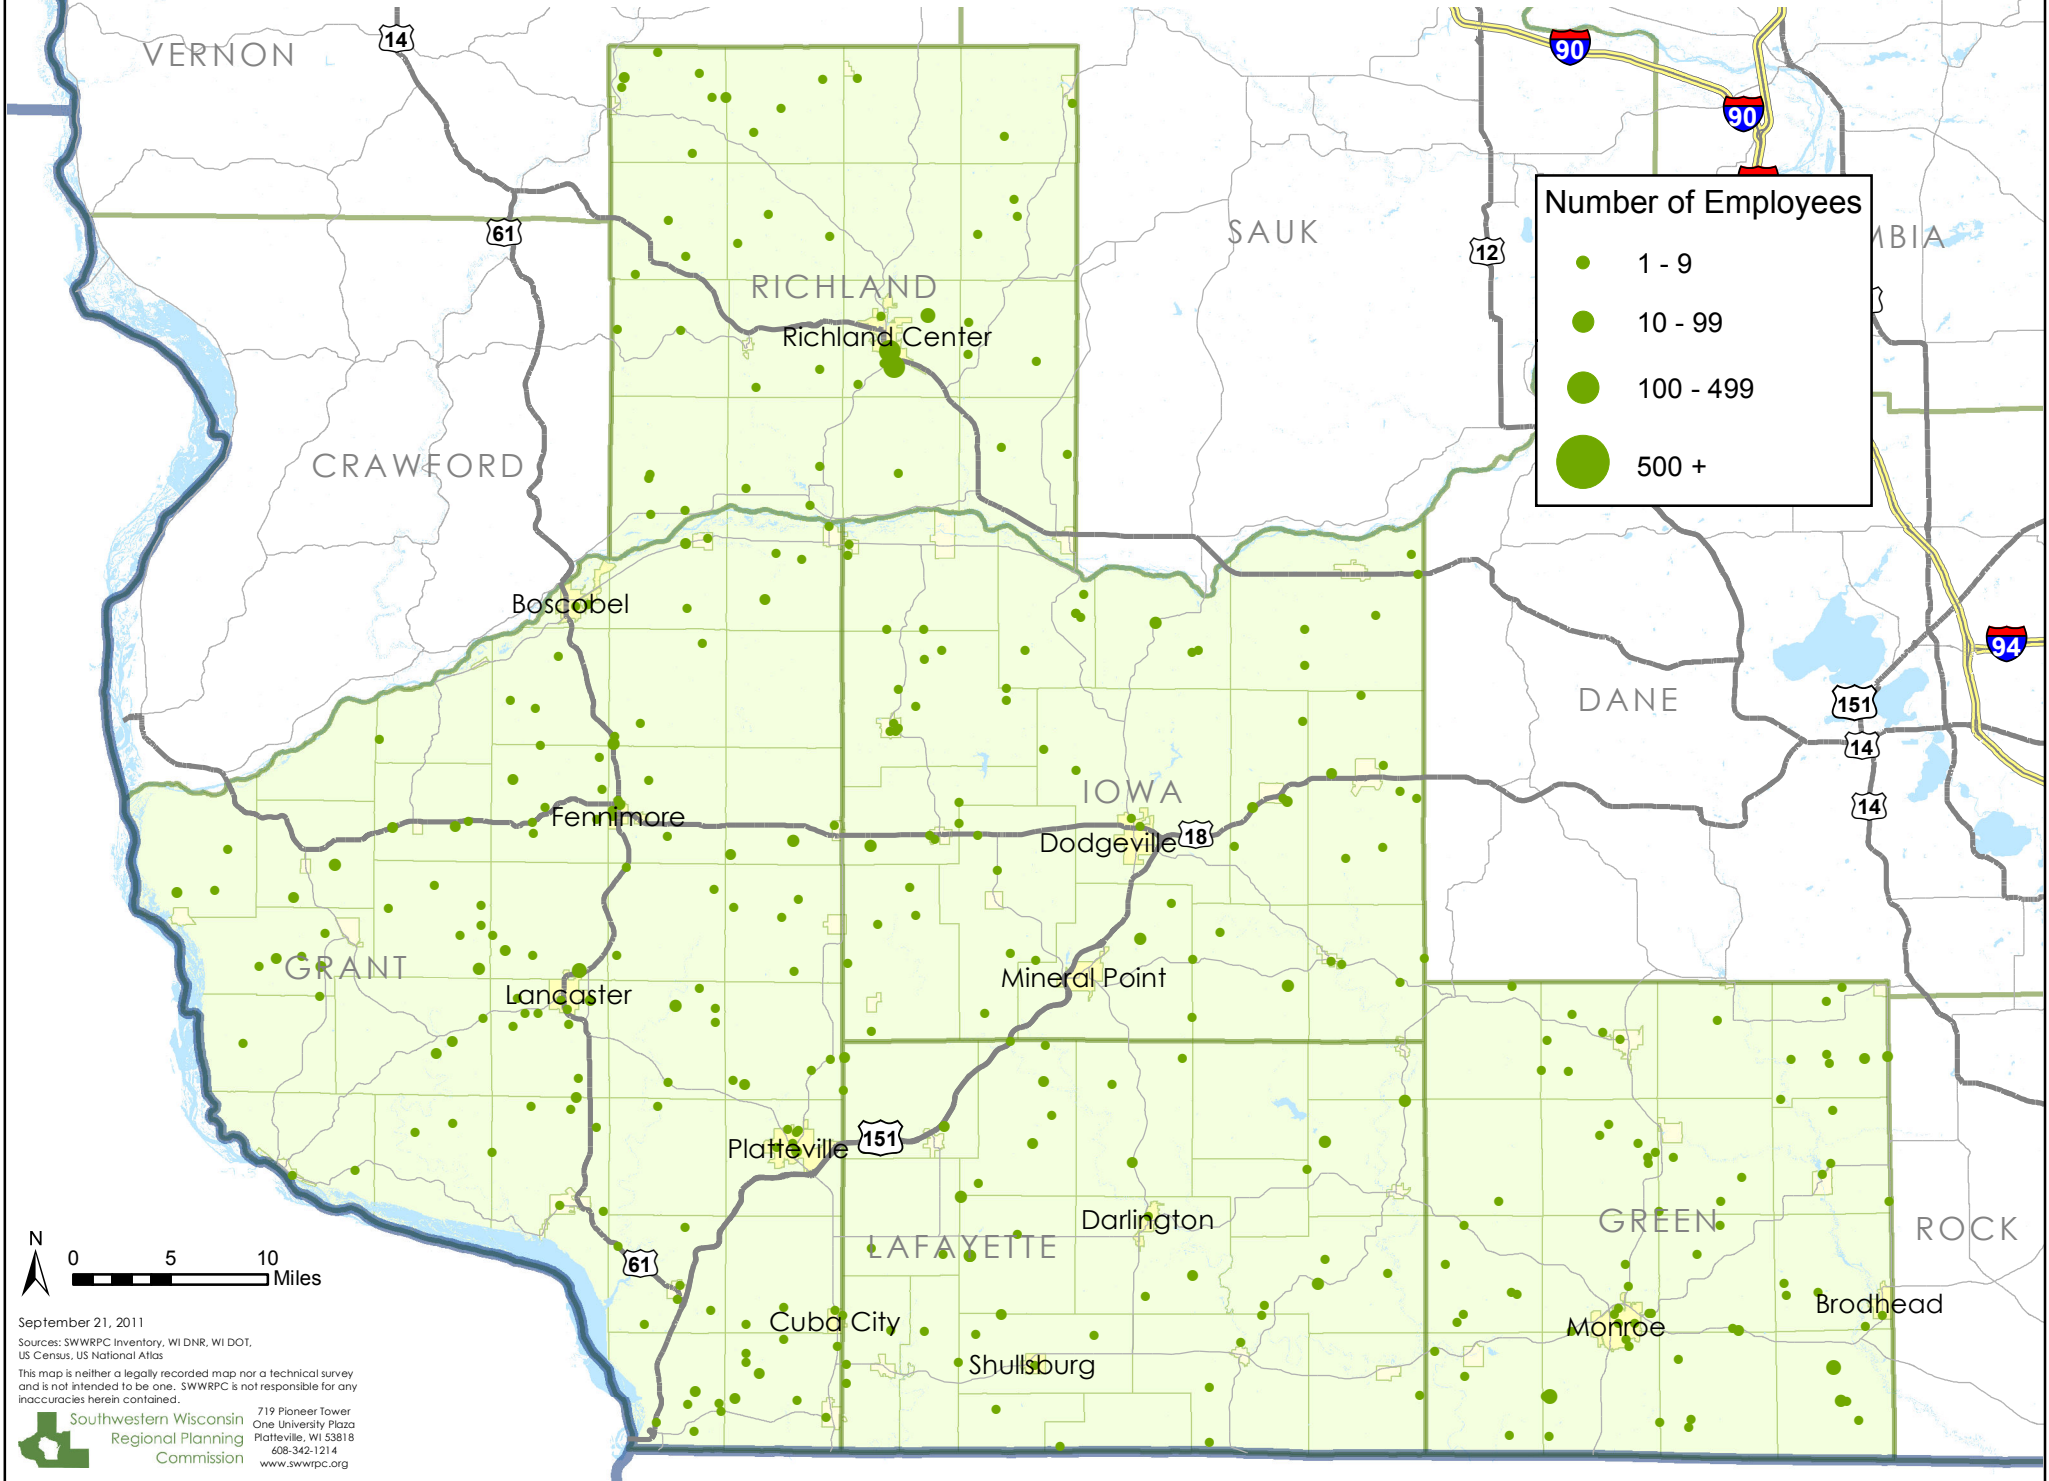 VERNON
14
90
90
61
SAUK
12
MBIA
Number of Employees
1 - 9
10 - 99
100 - 499
500 +
RICHLAND
Richland Center
CRAWFORD
Boscobel
94
DANE
151
14
14
IOWA
Fennimore
Dodgeville
18
GRANT
Lancaster
Mineral Point
Platteville
151
Darlington
LAFAYETTE
GREEN
ROCK
61
Cuba City
Brodhead
Monroe
Shullsburg
N
0 5 10
Miles
September 21, 2011
Sources: SWWRPC Inventory, WI DNR, WI DOT,
US Census, US National Atlas
This map is neither a legally recorded map nor a technical survey
and is not intended to be one. SWWRPC is not responsible for any
inaccuracies herein contained.
Southwestern Wisconsin
Regional Planning
Commission
719 Pioneer Tower
One University Plaza
Platteville, WI 53818
608-342-1214
www.swwrpc.org